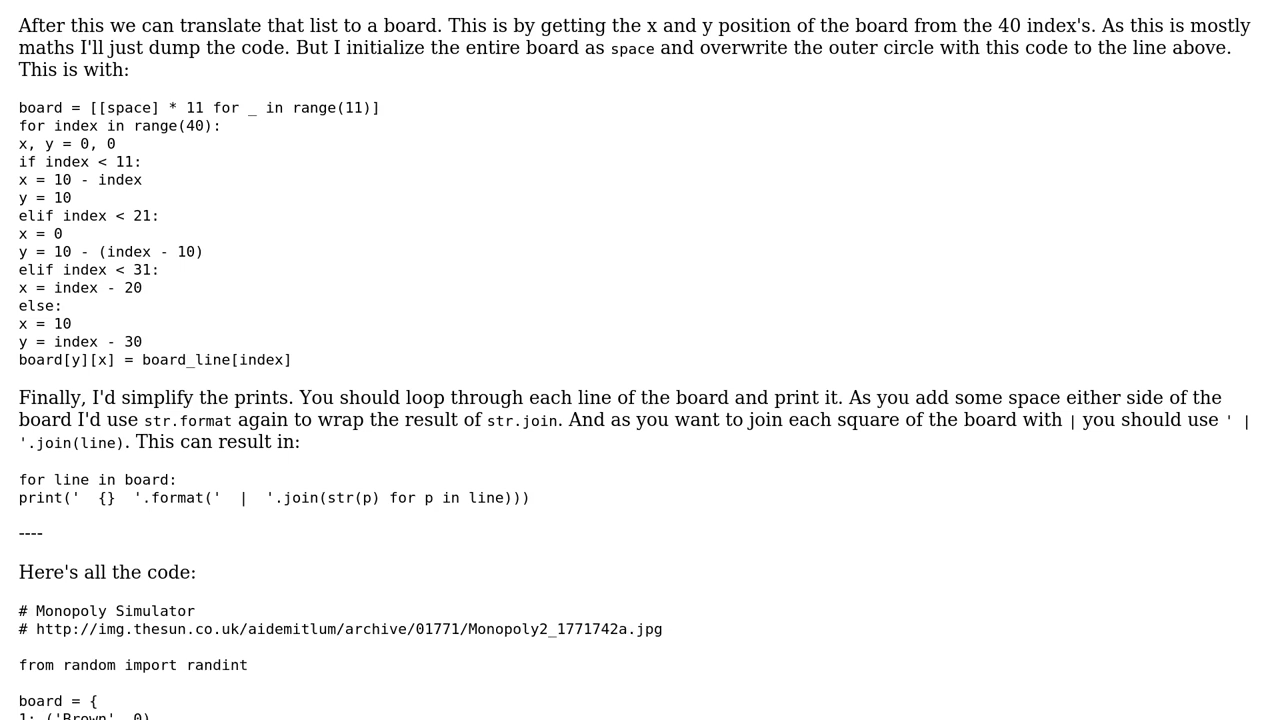 After this we can translate that list to a board. This is by getting the x and y position of the board from the 40 index's. As this is mostly
maths I'll just dump the code. But I initialize the entire board as space and overwrite the outer circle with this code to the line above.
This is with:
board = [[space] * 11 for _ in range(11)]
for index in range(40):
x, y = 0, 0
if index < 11:
x = 10 - index
y = 10
elif index < 21:
x = 0
y = 10 - (index - 10)
elif index < 31:
x = index - 20
else:
x = 10
y = index - 30
board[y][x] = board_line[index]
Finally, I'd simplify the prints. You should loop through each line of the board and print it. As you add some space either side of the
board I'd use str.format again to wrap the result of str.join. And as you want to join each square of the board with | you should use ' |
'.join(line). This can result in:
for line in board:
print('  {}  '.format('  |  '.join(str(p) for p in line)))
----
Here's all the code:
# Monopoly Simulator
# http://img.thesun.co.uk/aidemitlum/archive/01771/Monopoly2_1771742a.jpg
from random import randint
board = {
1: ('Brown', 0),